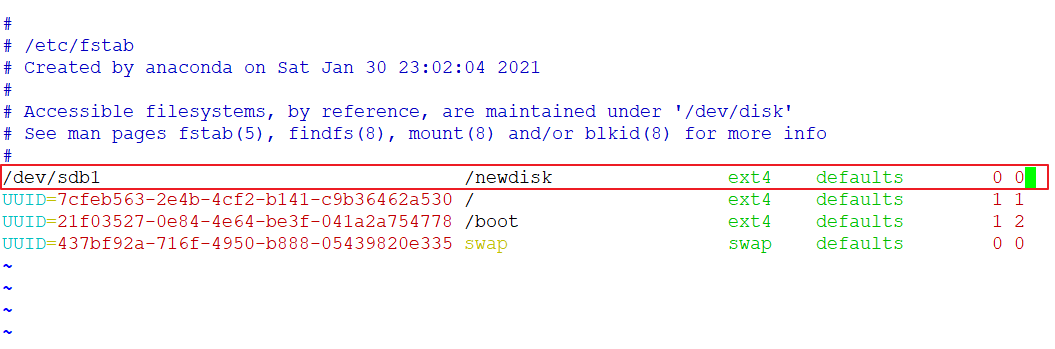 #
# /etc/fstab
# Created by anaconda on Sat Jan 30 23:02:04 2021
#
# Accessible filesystems, by reference, are maintained under '/dev/disk'
# See man pages fstab(5), findfs(8), mount(8) and/or blkid(8) for more info
#
/dev/sdb1                                 /newdisk                ext4    defaults        0 0
UUID=7cfeb563-2e4b-4cf2-b141-c9b36462a530 /                       ext4    defaults        1 1
UUID=21f03527-0e84-4e64-be3f-041a2a754778 /boot                   ext4    defaults        1 2
UUID=437bf92a-716f-4950-b888-05439820e335 swap                    swap    defaults        0 0
~
~
~
~